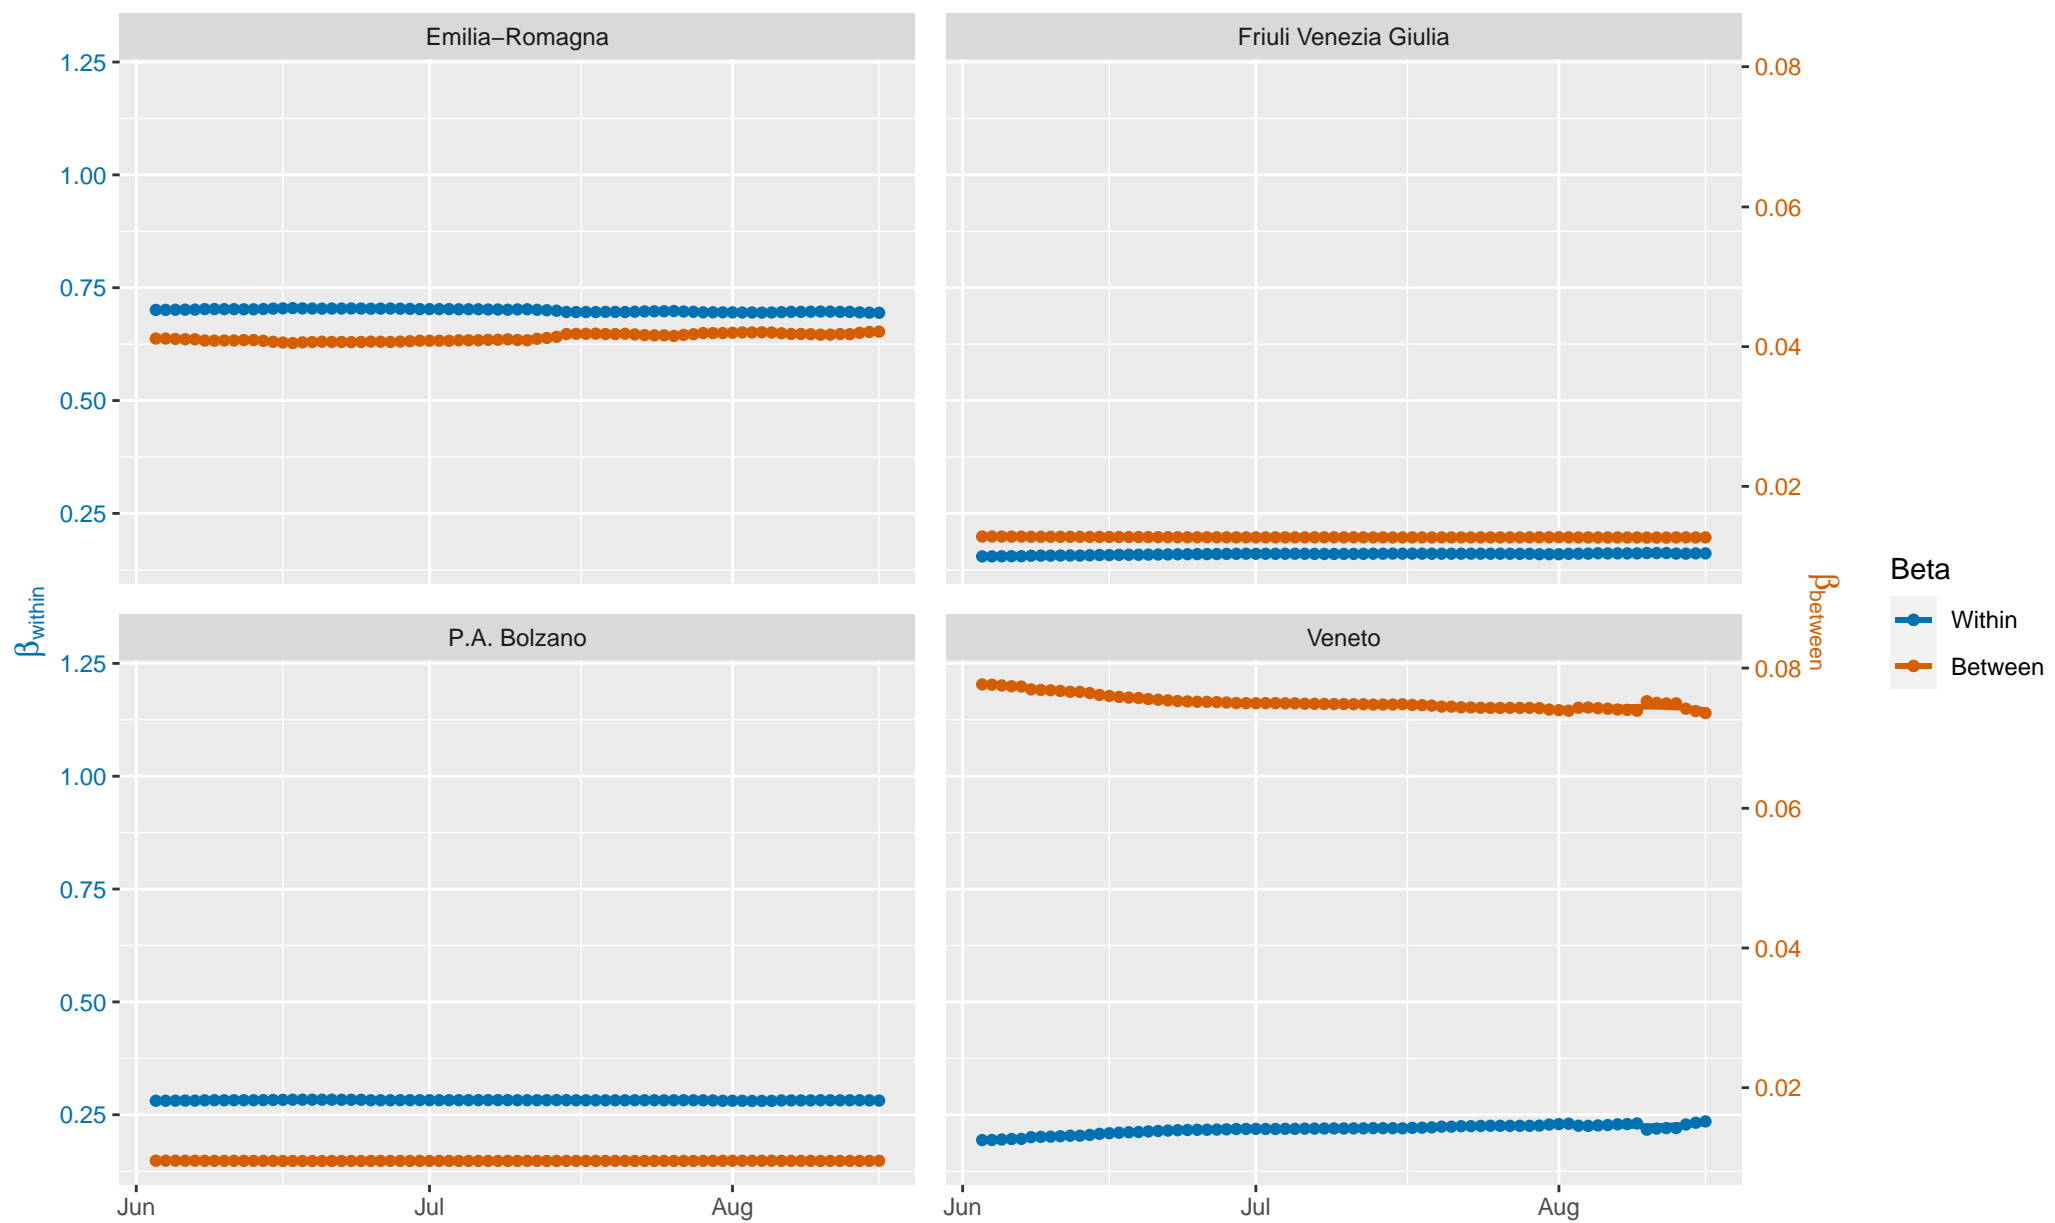 Emilia−Romagna
Friuli Venezia Giulia
1.25
1.00
0.75
0.50
0.25
0.08
0.06
0.04
0.02
βwithin
βbetween
P.A. Bolzano
Veneto
1.25
1.00
0.75
0.50
0.25
0.08
0.06
0.04
0.02
Jun Jul Aug
Jun Jul Aug
Beta
Within
Between